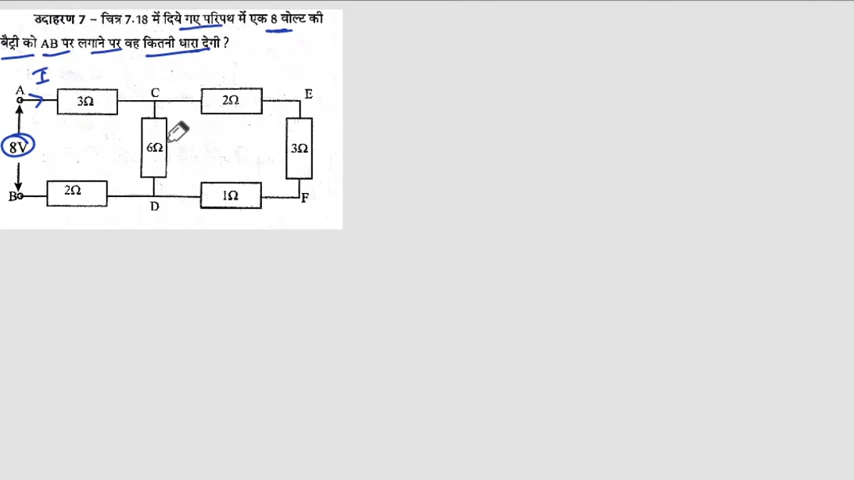 उदाहरण 7 – चित्र 7.18 में दिये गए परिपथ में एक 8 वोल्ट की
बैट्री को AB पर लगाने पर वह कितनी धारा देगी ?
I
A
3Ω
C
2Ω
E
8V
6Ω
3Ω
B
2Ω
D
1Ω
F